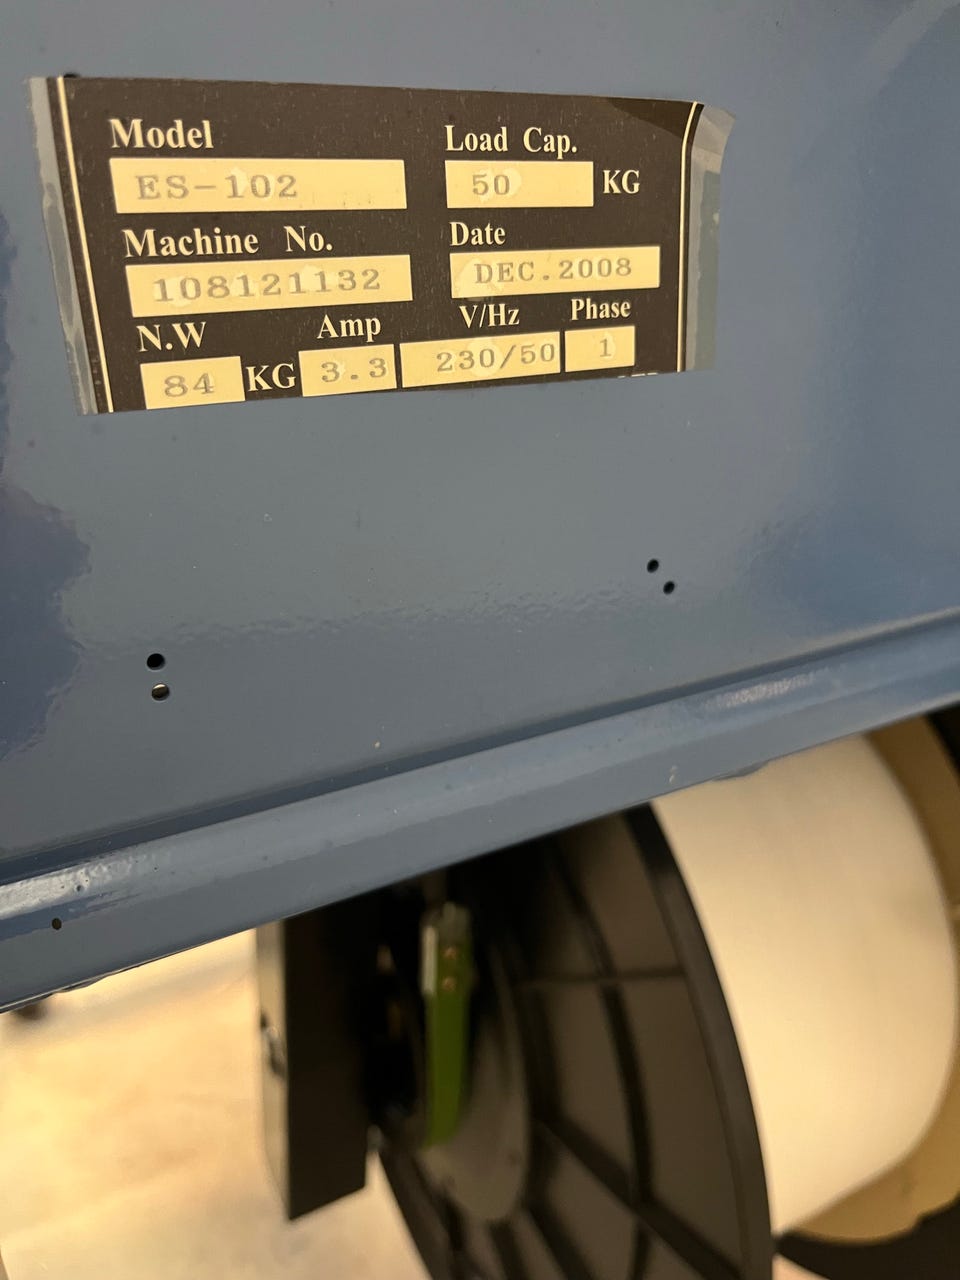 Model Load Cap.
ES-102 50 KG
Machine No. Date
108121132 DEC.2008
N.W Amp V/Hz Phase
84 KG 3.3 230/50 1